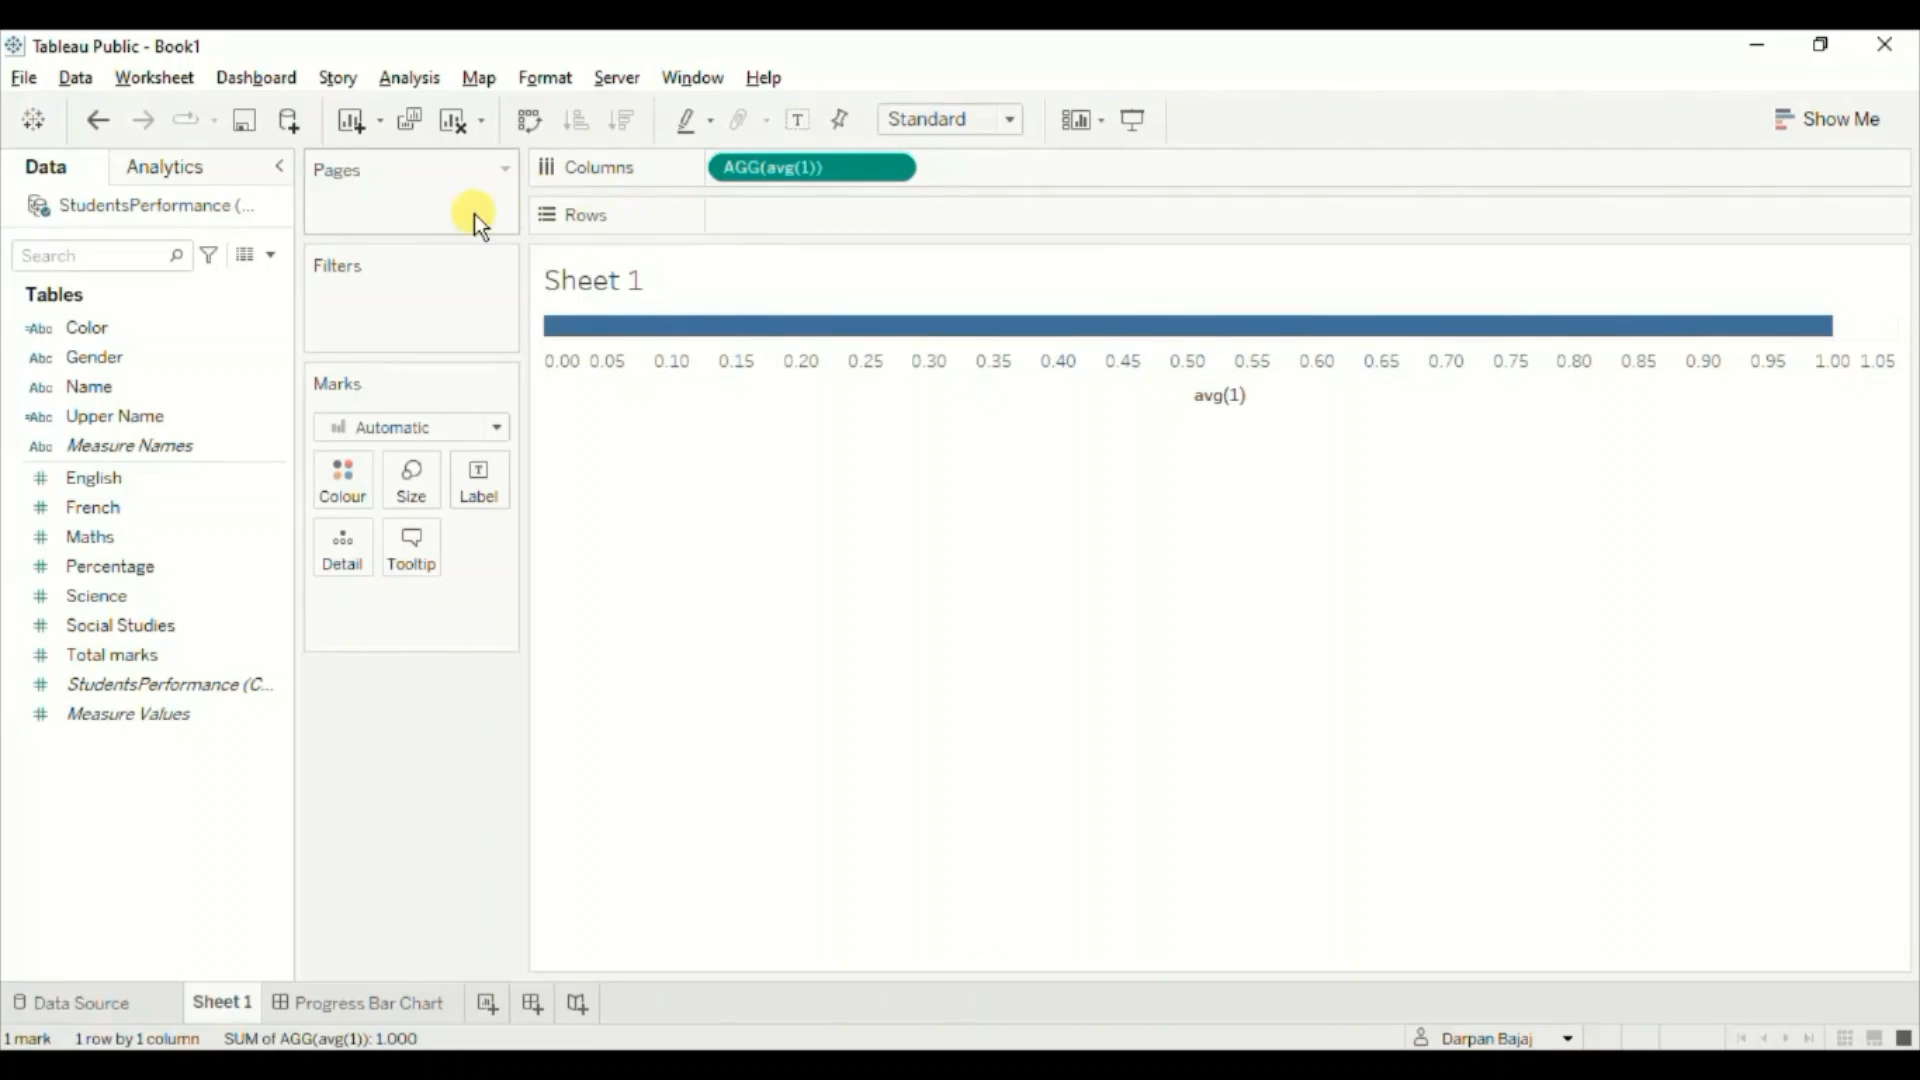 Tableau Public - Book1
File Data Worksheet Dashboard Story Analysis Map Format Server Window Help
Standard
Show Me
Data Analytics
StudentsPerformance (...
Search
Tables
=Abc Color
Abc Gender
Abc Name
=Abc Upper Name
Abc Measure Names
# English
# French
# Maths
# Percentage
# Science
# Social Studies
# Total marks
# StudentsPerformance (C...
# Measure Values
Pages
Filters
Marks
Automatic
Colour Size Label
Detail Tooltip
Columns AGG(avg(1))
Rows
Sheet 1
0.00 0.05 0.10 0.15 0.20 0.25 0.30 0.35 0.40 0.45 0.50 0.55 0.60 0.65 0.70 0.75 0.80 0.85 0.90 0.95 1.00 1.05
avg(1)
Data Source Sheet 1 Progress Bar Chart
1 mark 1 row by 1 column SUM of AGG(avg(1)): 1.000
Darpan Bajaj